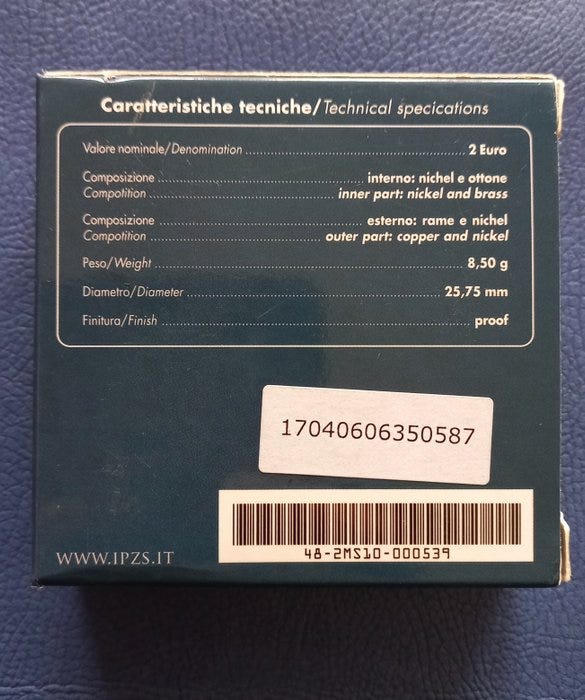 Caratteristiche tecniche/Technical specications
Valore nominale/Denomination 2 Euro
Composizione interno: nichel e ottone
Compotition inner part: nickel and brass
Composizione esterno: rame e nichel
Compotition outer part: copper and nickel
Peso/Weight 8,50 g
Diametro/Diameter 25,75 mm
Finitura/Finish proof
17040606350587
48-2MS10-000539
WWW.IPZS.IT